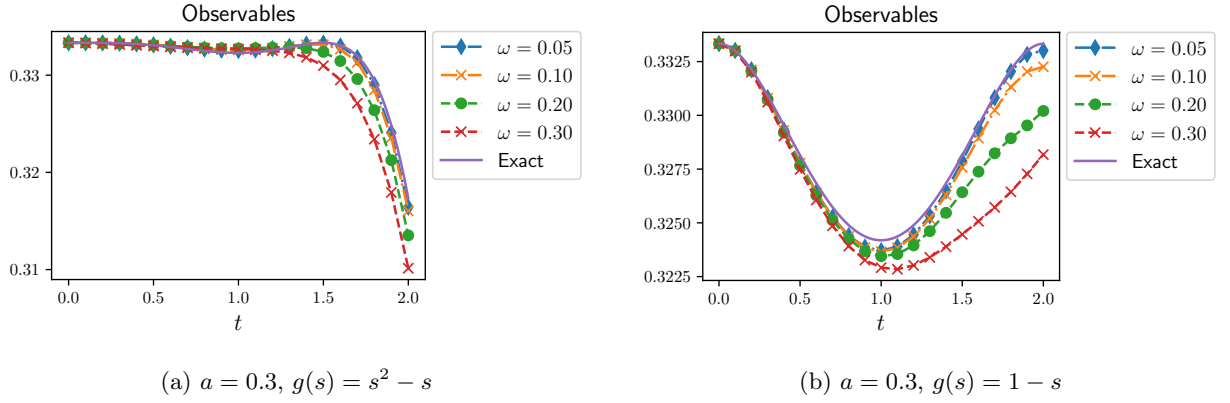 Observables
0.33
0.32
0.31
0.0 0.5 1.0 1.5 2.0
t
ω = 0.05
ω = 0.10
ω = 0.20
ω = 0.30
Exact
(a) a = 0.3, g(s) = s² − s
Observables
0.3325
0.3300
0.3275
0.3250
0.3225
0.0 0.5 1.0 1.5 2.0
t
ω = 0.05
ω = 0.10
ω = 0.20
ω = 0.30
Exact
(b) a = 0.3, g(s) = 1 − s